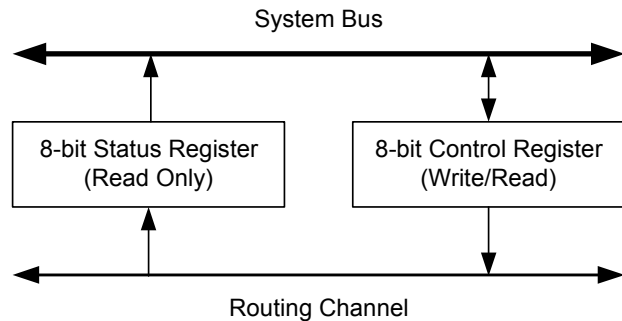 System Bus
8-bit Status Register
(Read Only)
8-bit Control Register
(Write/Read)
Routing Channel